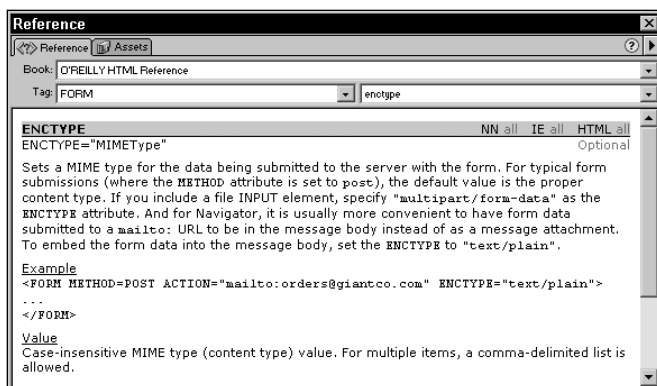 Reference
<?> Reference Assets ?
Book: O'REILLY HTML Reference
Tag: FORM enctype
ENCTYPE NN all IE all HTML all
ENCTYPE="MIMEType" Optional
Sets a MIME type for the data being submitted to the server with the form. For typical form
submissions (where the METHOD attribute is set to post), the default value is the proper
content type. If you include a file INPUT element, specify "multipart/form-data" as the
ENCTYPE attribute. And for Navigator, it is usually more convenient to have form data
submitted to a mailto: URL to be in the message body instead of as a message attachment.
To embed the form data into the message body, set the ENCTYPE to "text/plain".
Example
<FORM METHOD=POST ACTION="mailto:orders@giantco.com" ENCTYPE="text/plain">
...
</FORM>
Value
Case-insensitive MIME type (content type) value. For multiple items, a comma-delimited list is
allowed.